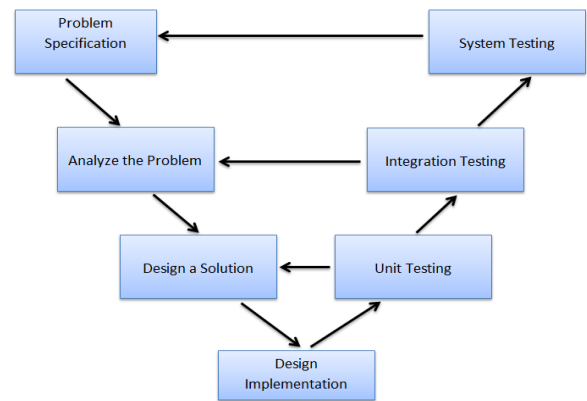 Problem
Specification
System Testing
Analyze the Problem
Integration Testing
Design a Solution
Unit Testing
Design
Implementation